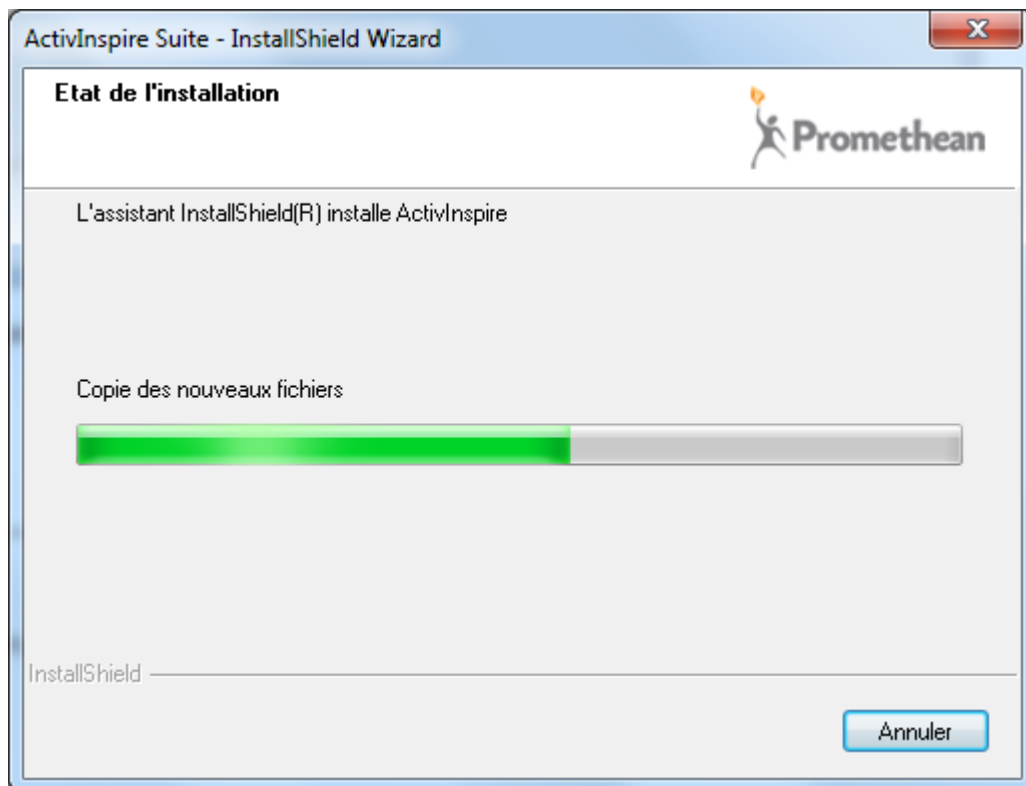 ActivInspire Suite - InstallShield Wizard
Etat de l'installation
Promethean
L'assistant InstallShield(R) installe ActivInspire
Copie des nouveaux fichiers
InstallShield
Annuler